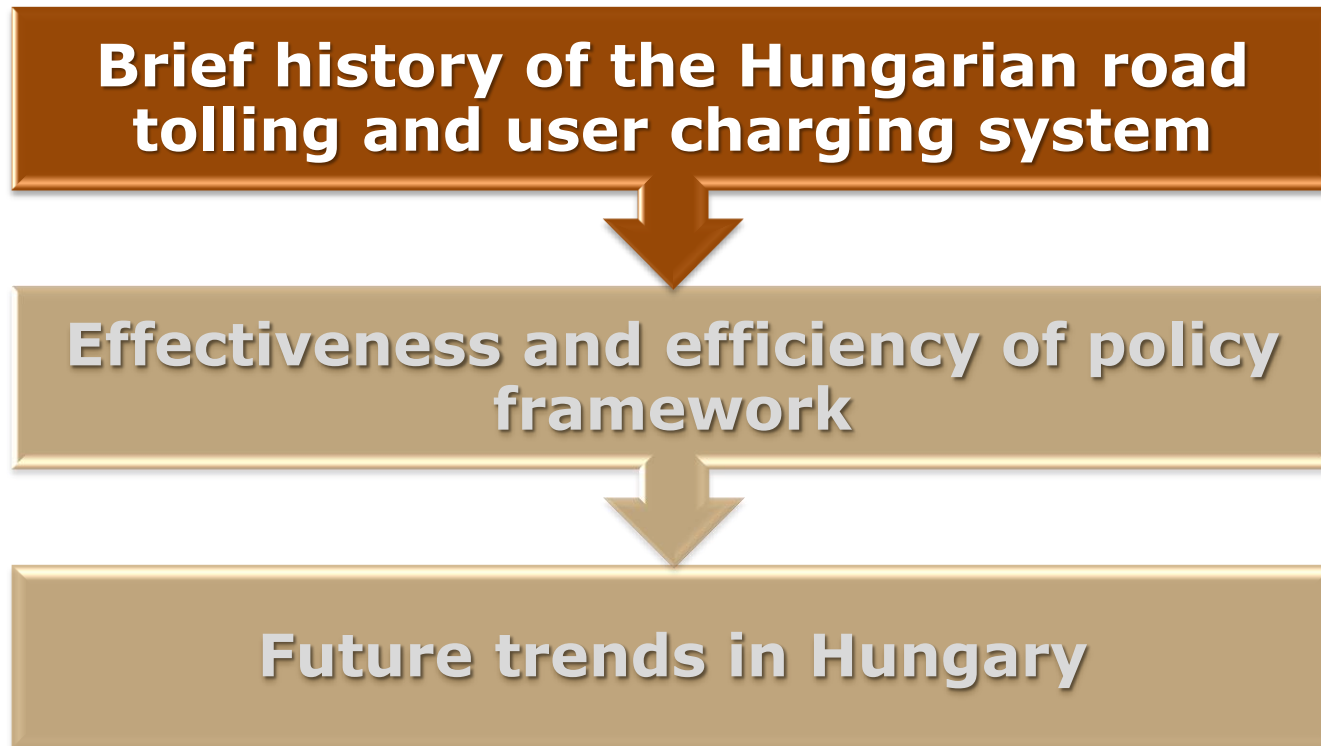 Brief history of the Hungarian road
tolling and user charging system
Effectiveness and efficiency of policy
framework
Future trends in Hungary